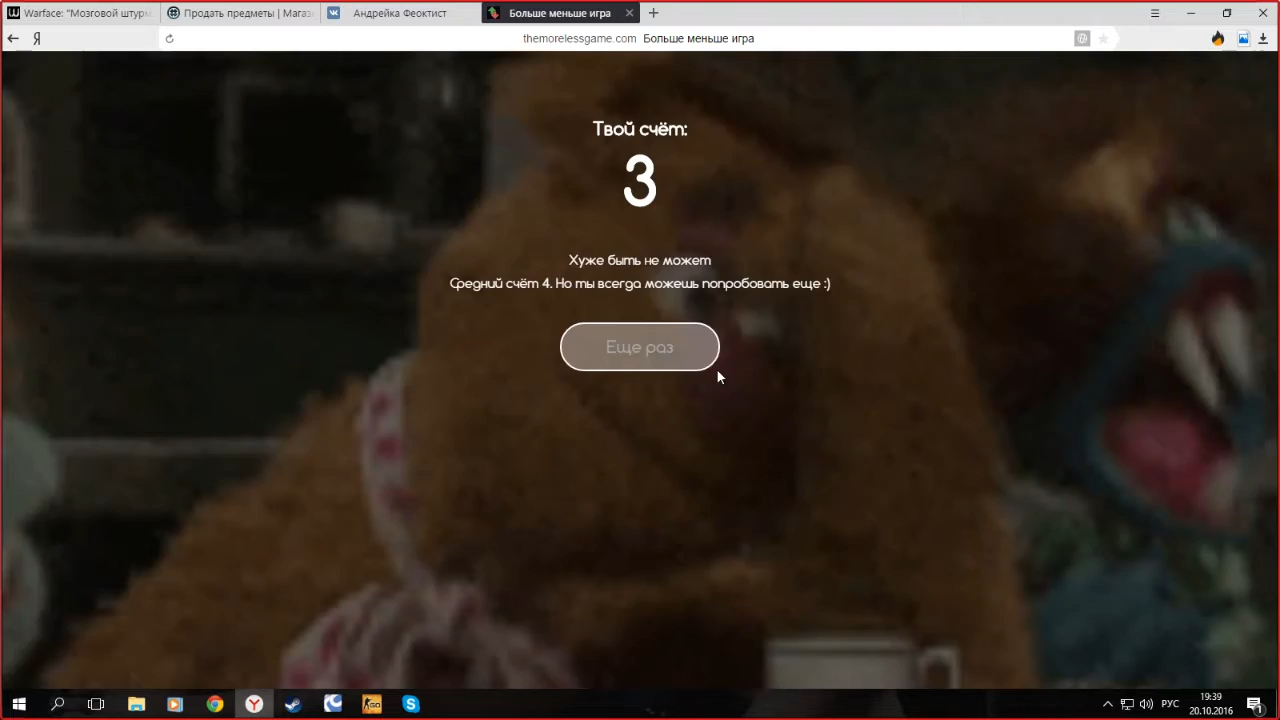 Warface: "Мозговой штурм
Продать предметы | Мага
Андрейка Феоктист
Больше меньше игра
Я
themorelessgame.com Больше меньше игра
Твой счёт:
3
Хуже быть не может
Средний счёт 4. Но ты всегда можешь попробовать еще :)
Еще раз
РУС
19:39
20.10.2016
1